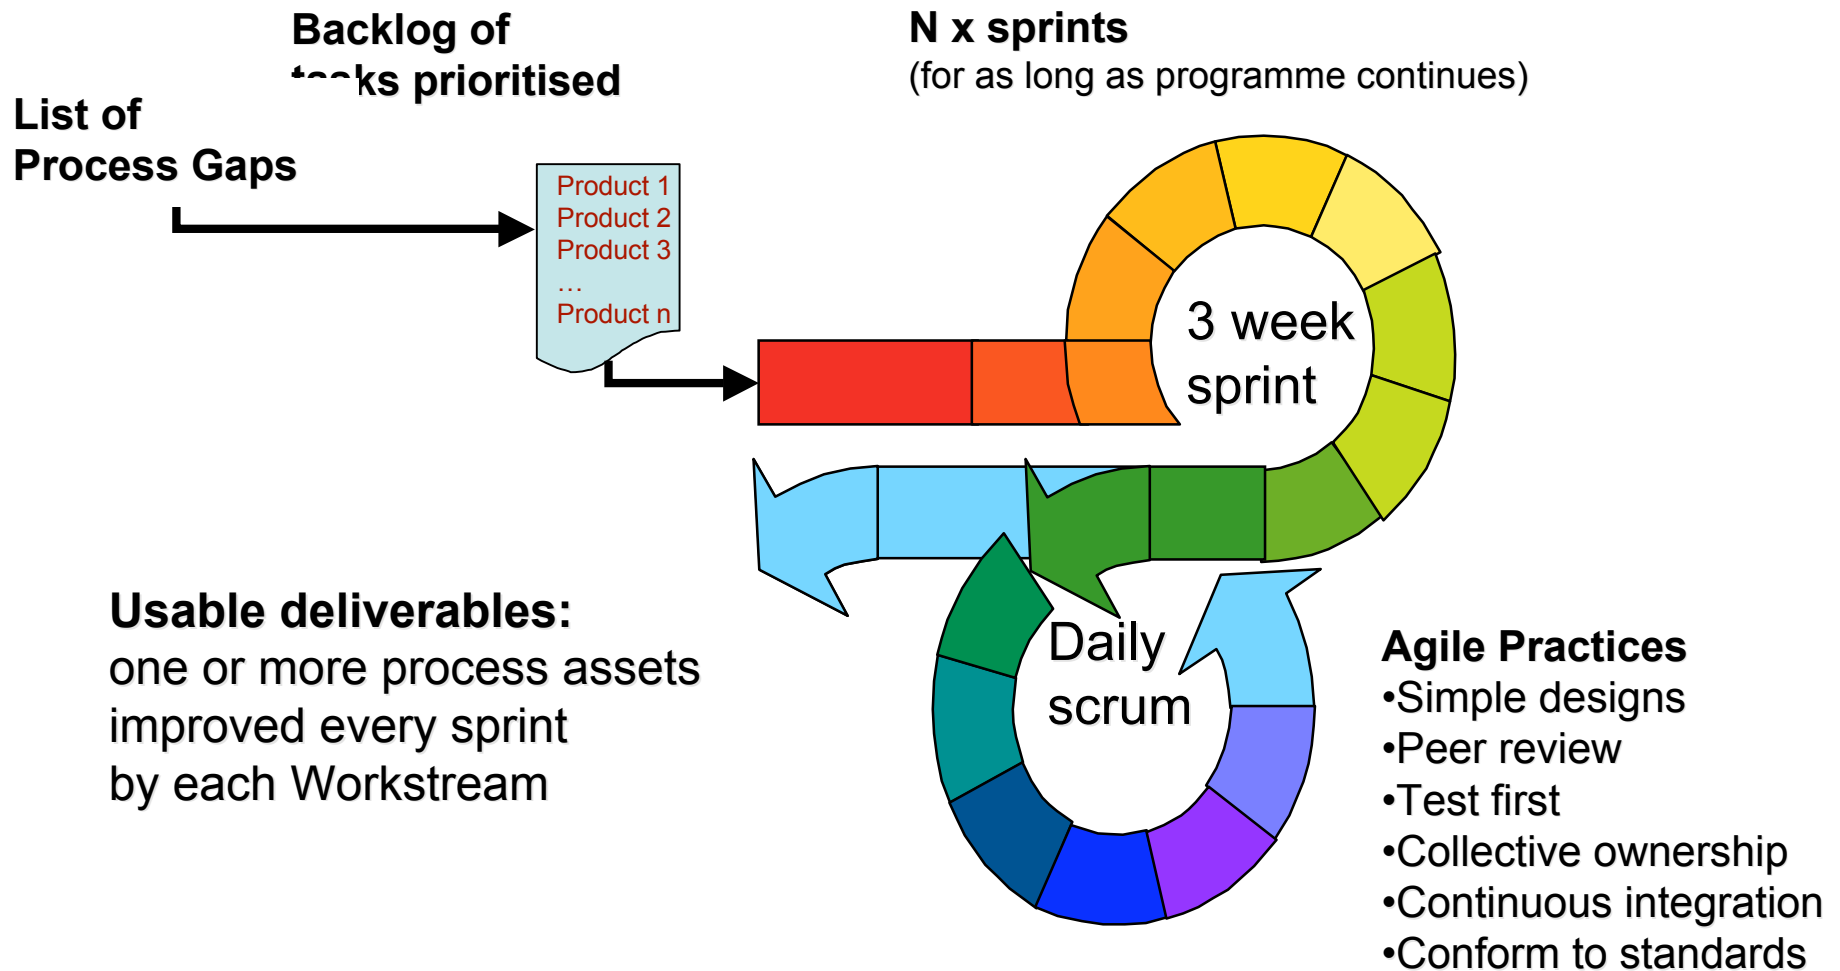 Backlog of
tasks prioritised
N x sprints
(for as long as programme continues)
List of
Process Gaps
Product 1
Product 2
Product 3
…
Product n
3 week
sprint
Usable deliverables:
one or more process assets
improved every sprint
by each Workstream
Daily
scrum
Agile Practices
•Simple designs
•Peer review
•Test first
•Collective ownership
•Continuous integration
•Conform to standards